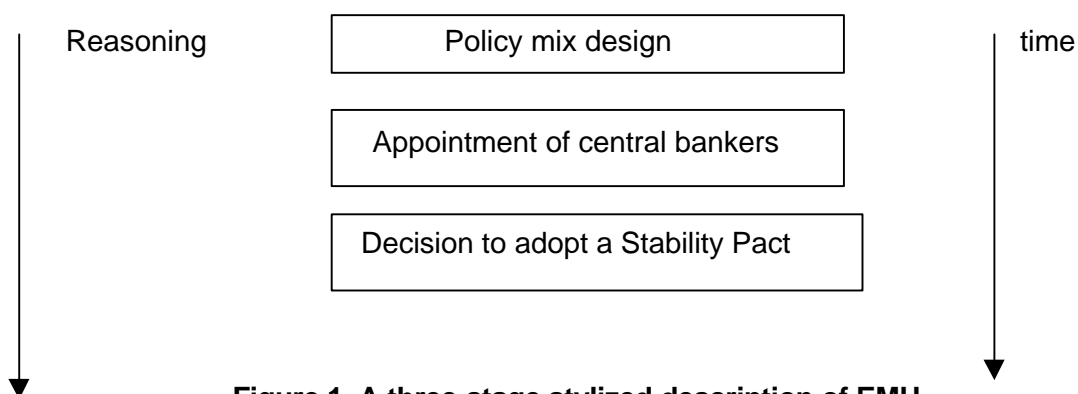 Reasoning Policy mix design time
Appointment of central bankers
Decision to adopt a Stability Pact
Figure 1. A three-stage stylized description of EMU